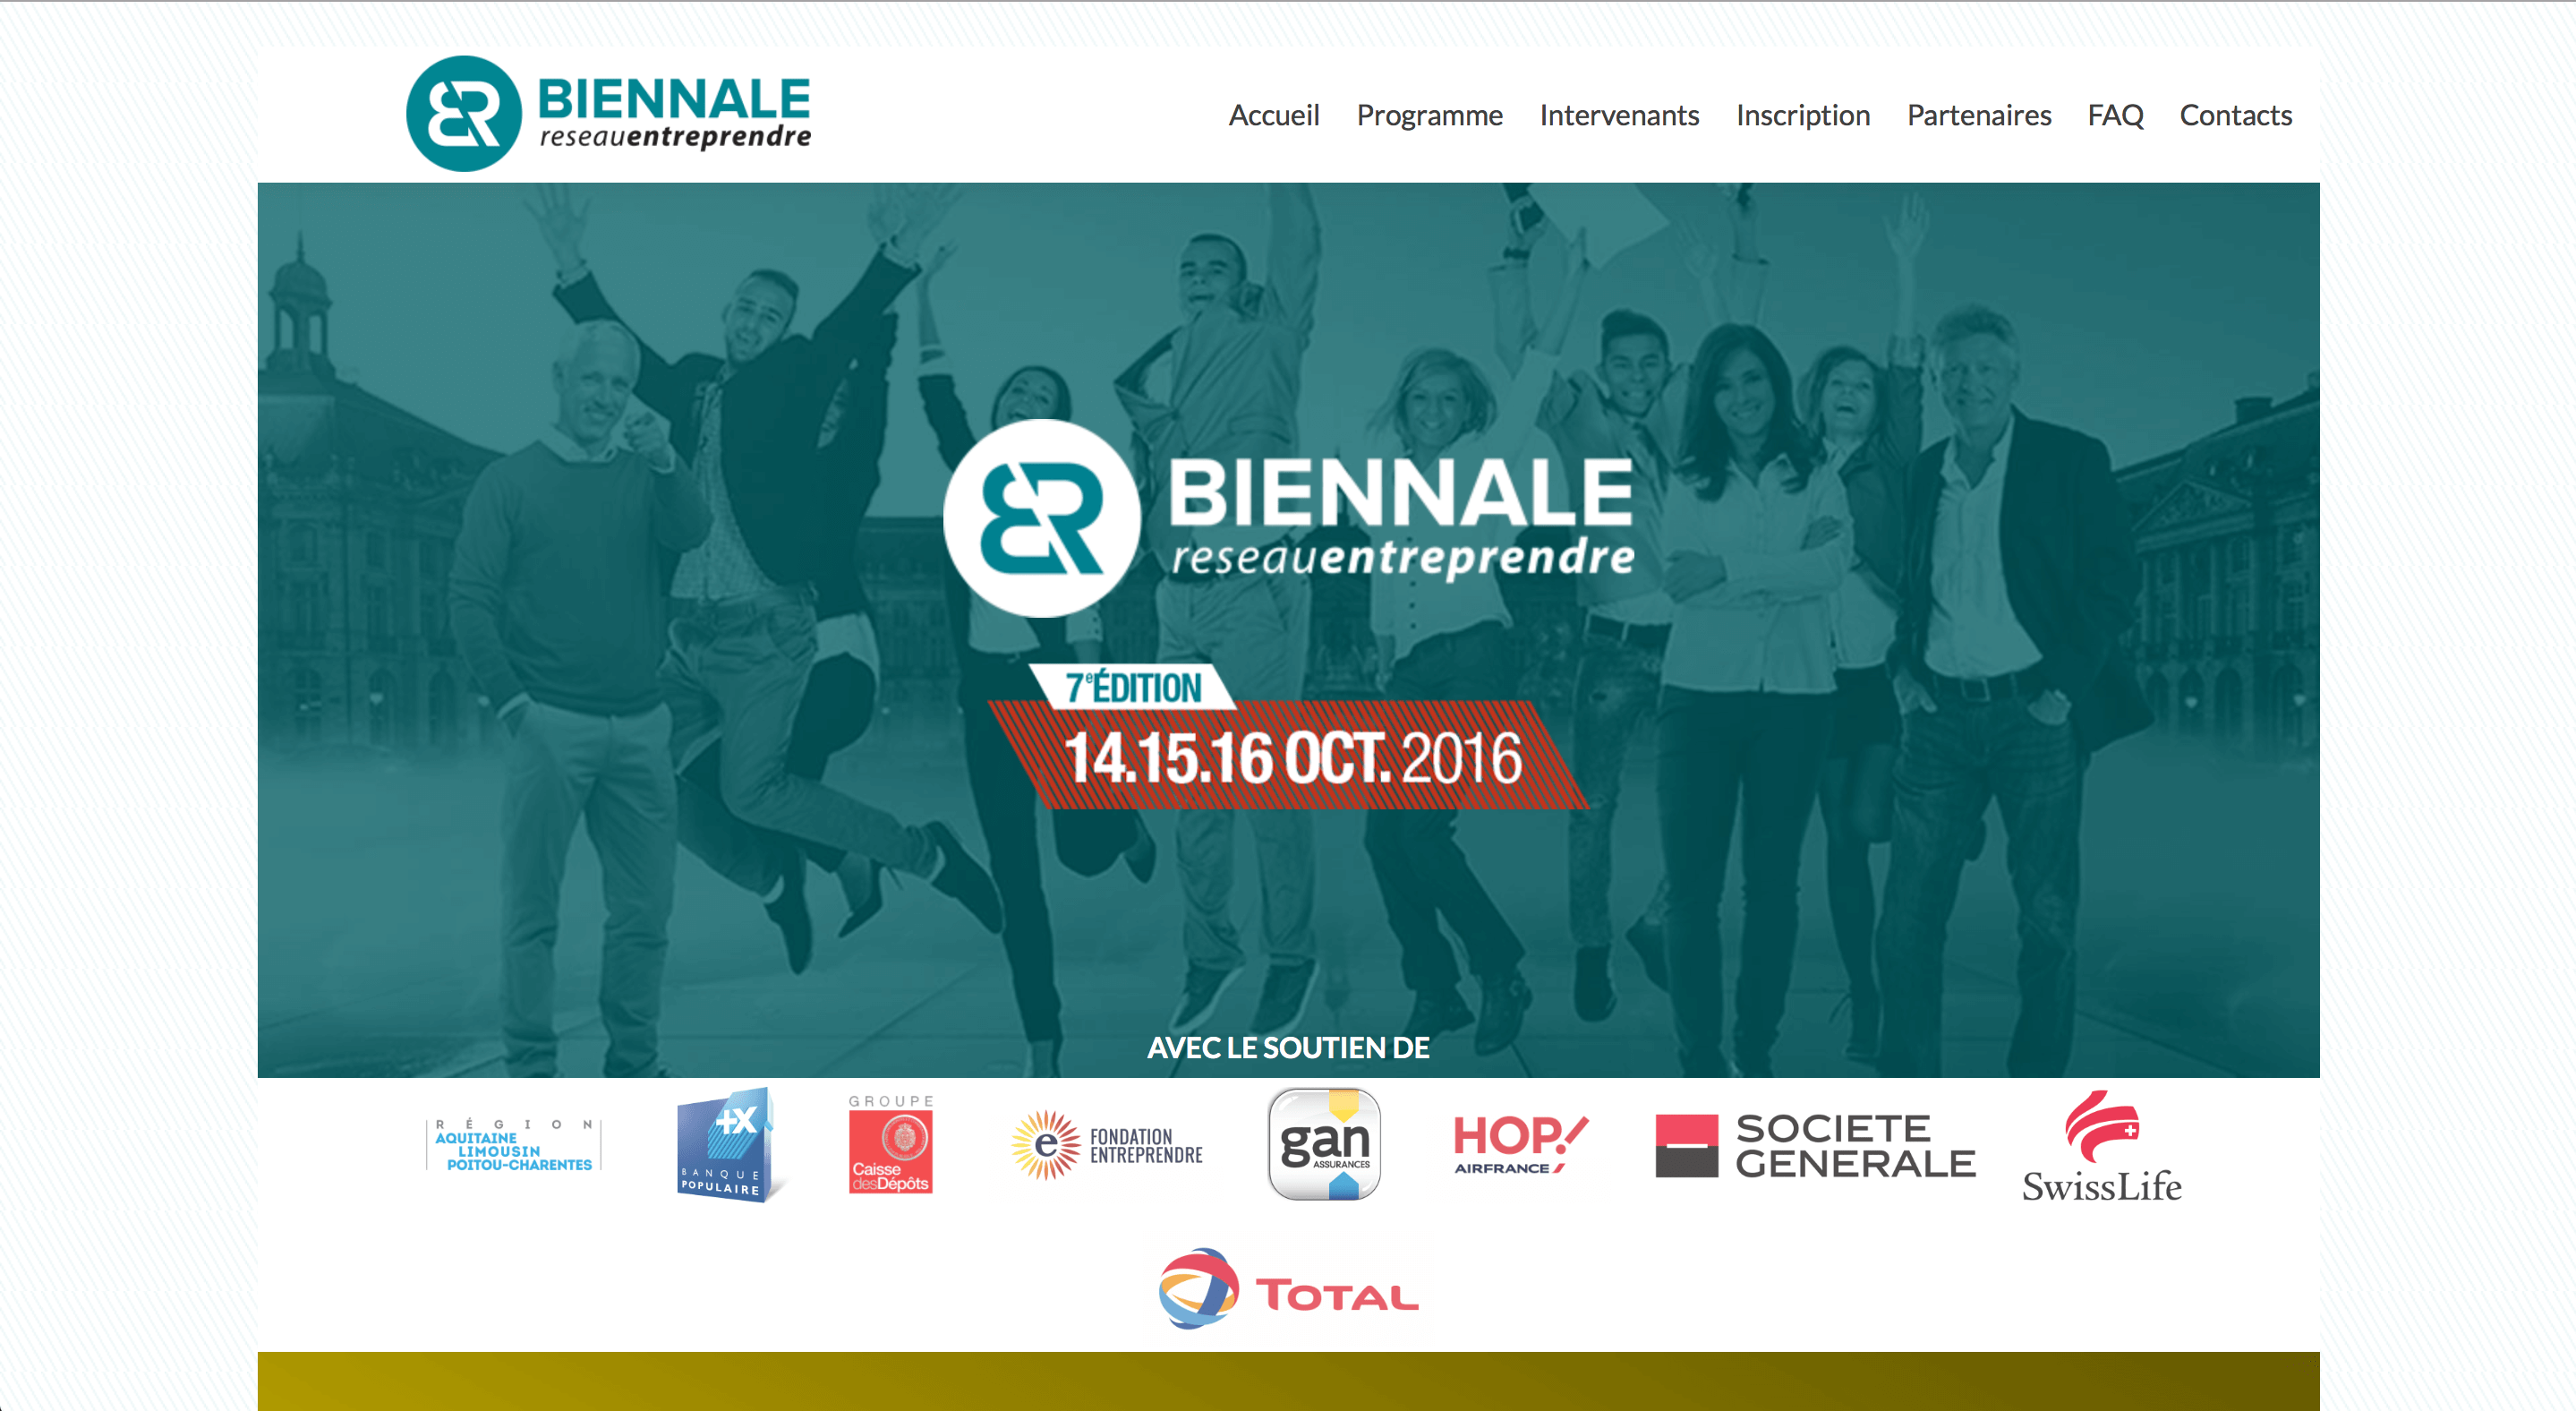 BIENNALE
reseauentreprendre
Accueil Programme Intervenants Inscription Partenaires FAQ Contacts
BIENNALE
reseauentreprendre
7e ÉDITION
14.15.16 OCT. 2016
AVEC LE SOUTIEN DE
RÉGION
AQUITAINE
LIMOUSIN
POITOU-CHARENTES
+X
BANQUE
POPULAIRE
GROUPE
Caisse
desDépôts
e
FONDATION
ENTREPRENDRE
gan
ASSURANCES
HOP!
AIRFRANCE
SOCIETE
GENERALE
SwissLife
TOTAL